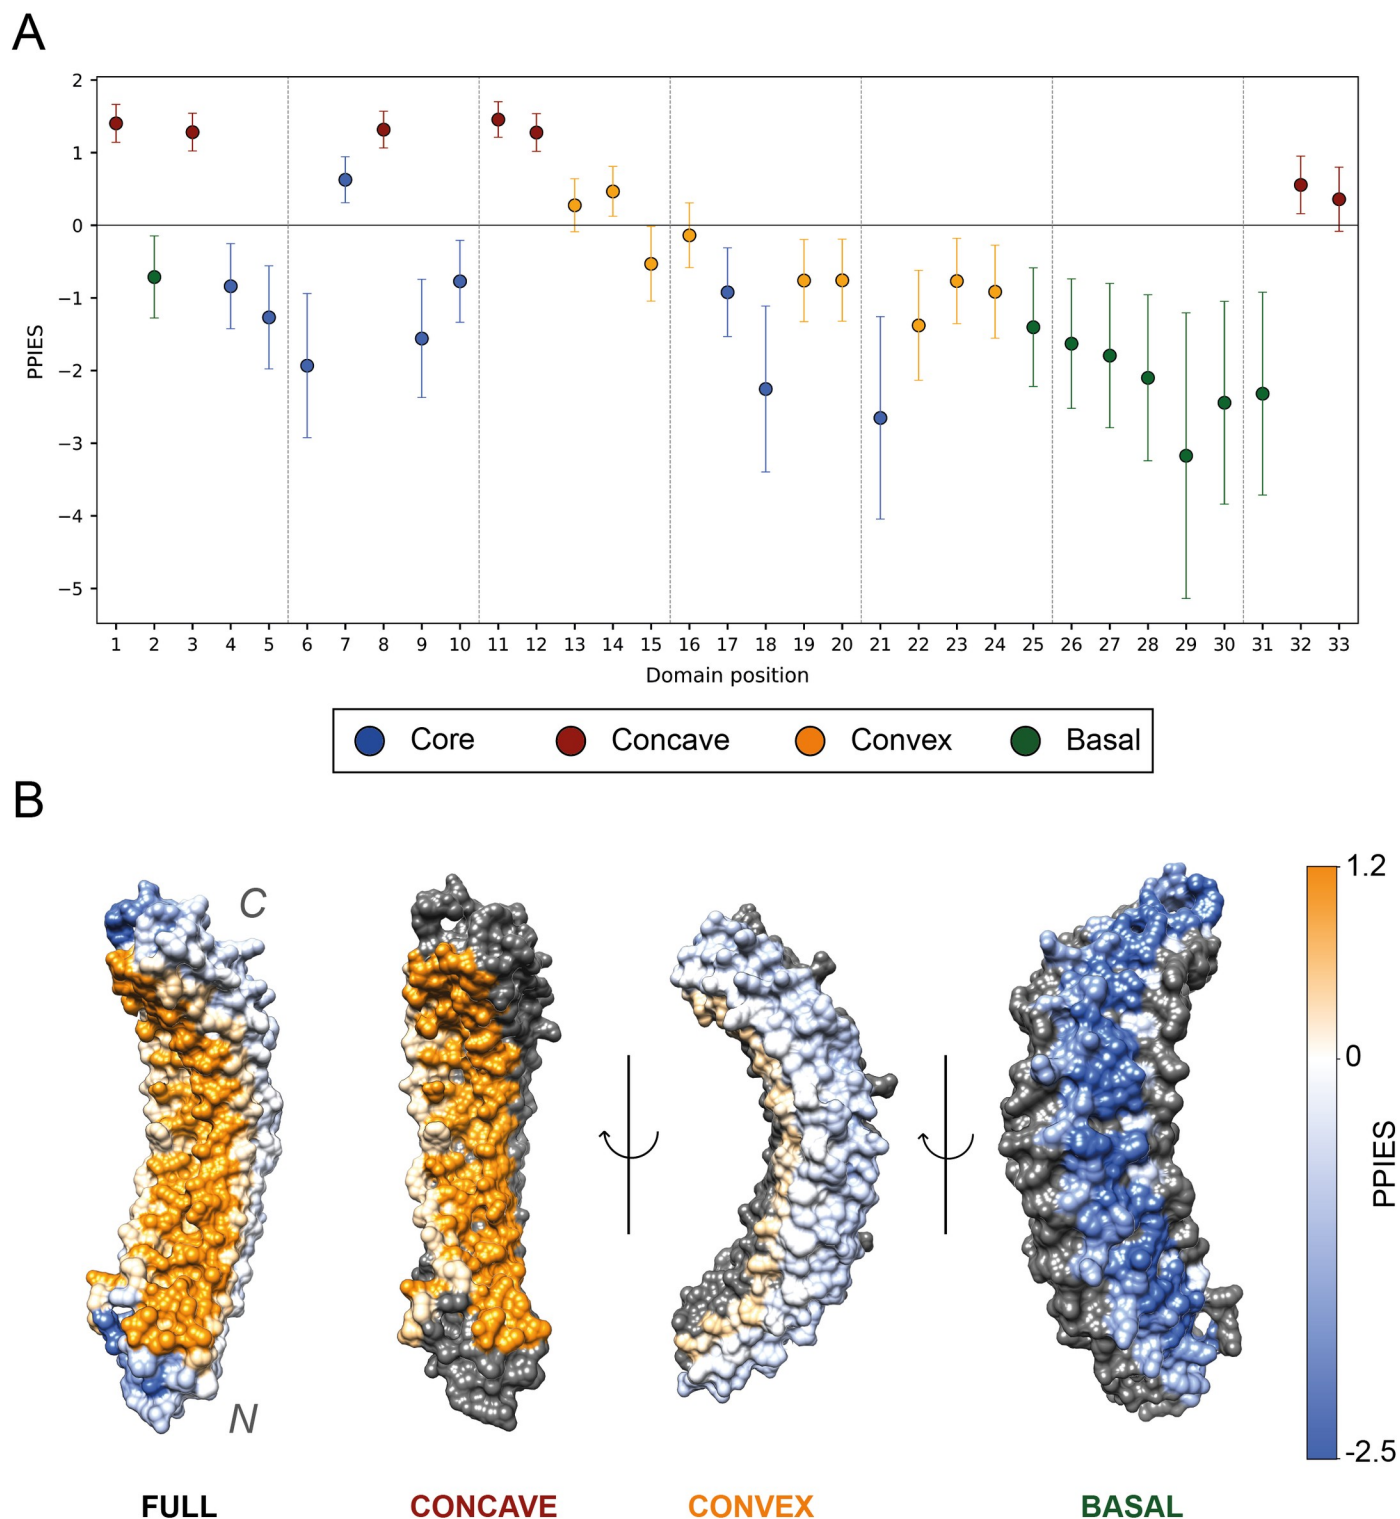 A
2
1
0
−1
−2
−3
−4
−5
PPIES
1 2 3 4 5 6 7 8 9 10 11 12 13 14 15 16 17 18 19 20 21 22 23 24 25 26 27 28 29 30 31 32 33
Domain position
Core Concave Convex Basal
B
C
N
1.2
0
-2.5
PPIES
FULL CONCAVE CONVEX BASAL